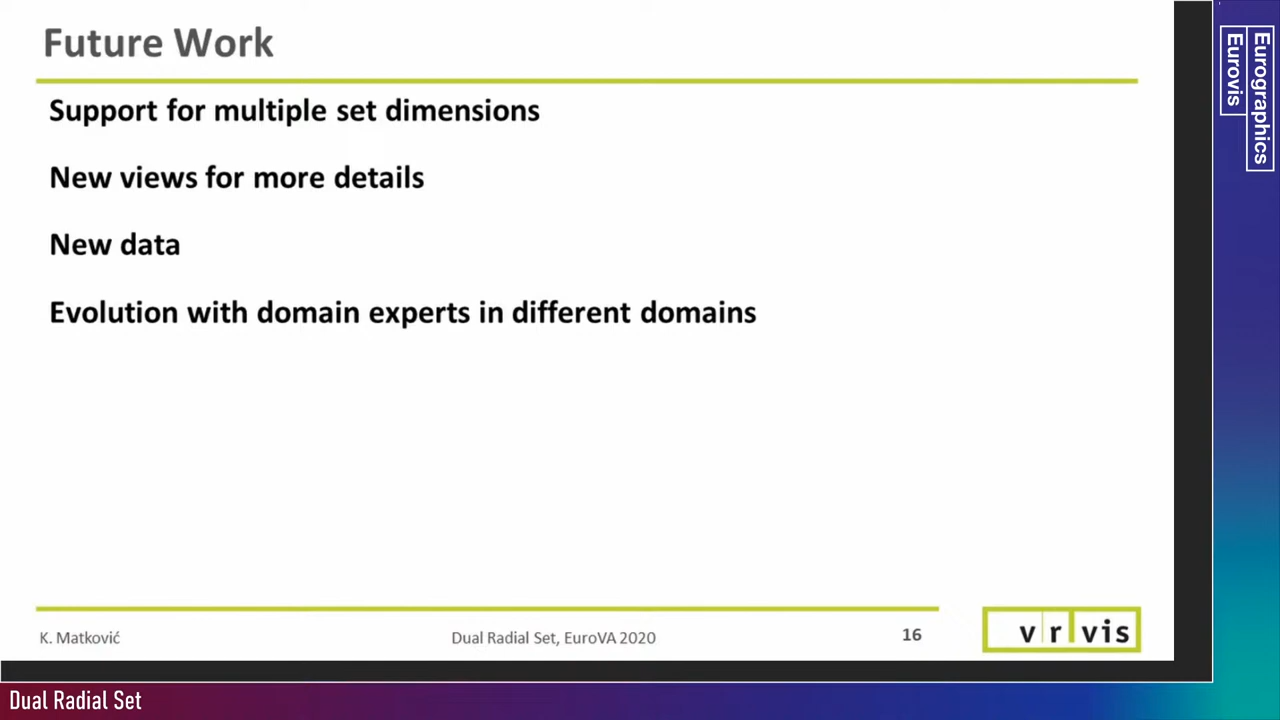 Future Work
Support for multiple set dimensions
New views for more details
New data
Evolution with domain experts in different domains
K. Matković
Dual Radial Set, EuroVA 2020
16
vrvis
Eurographics
Eurovis
Dual Radial Set